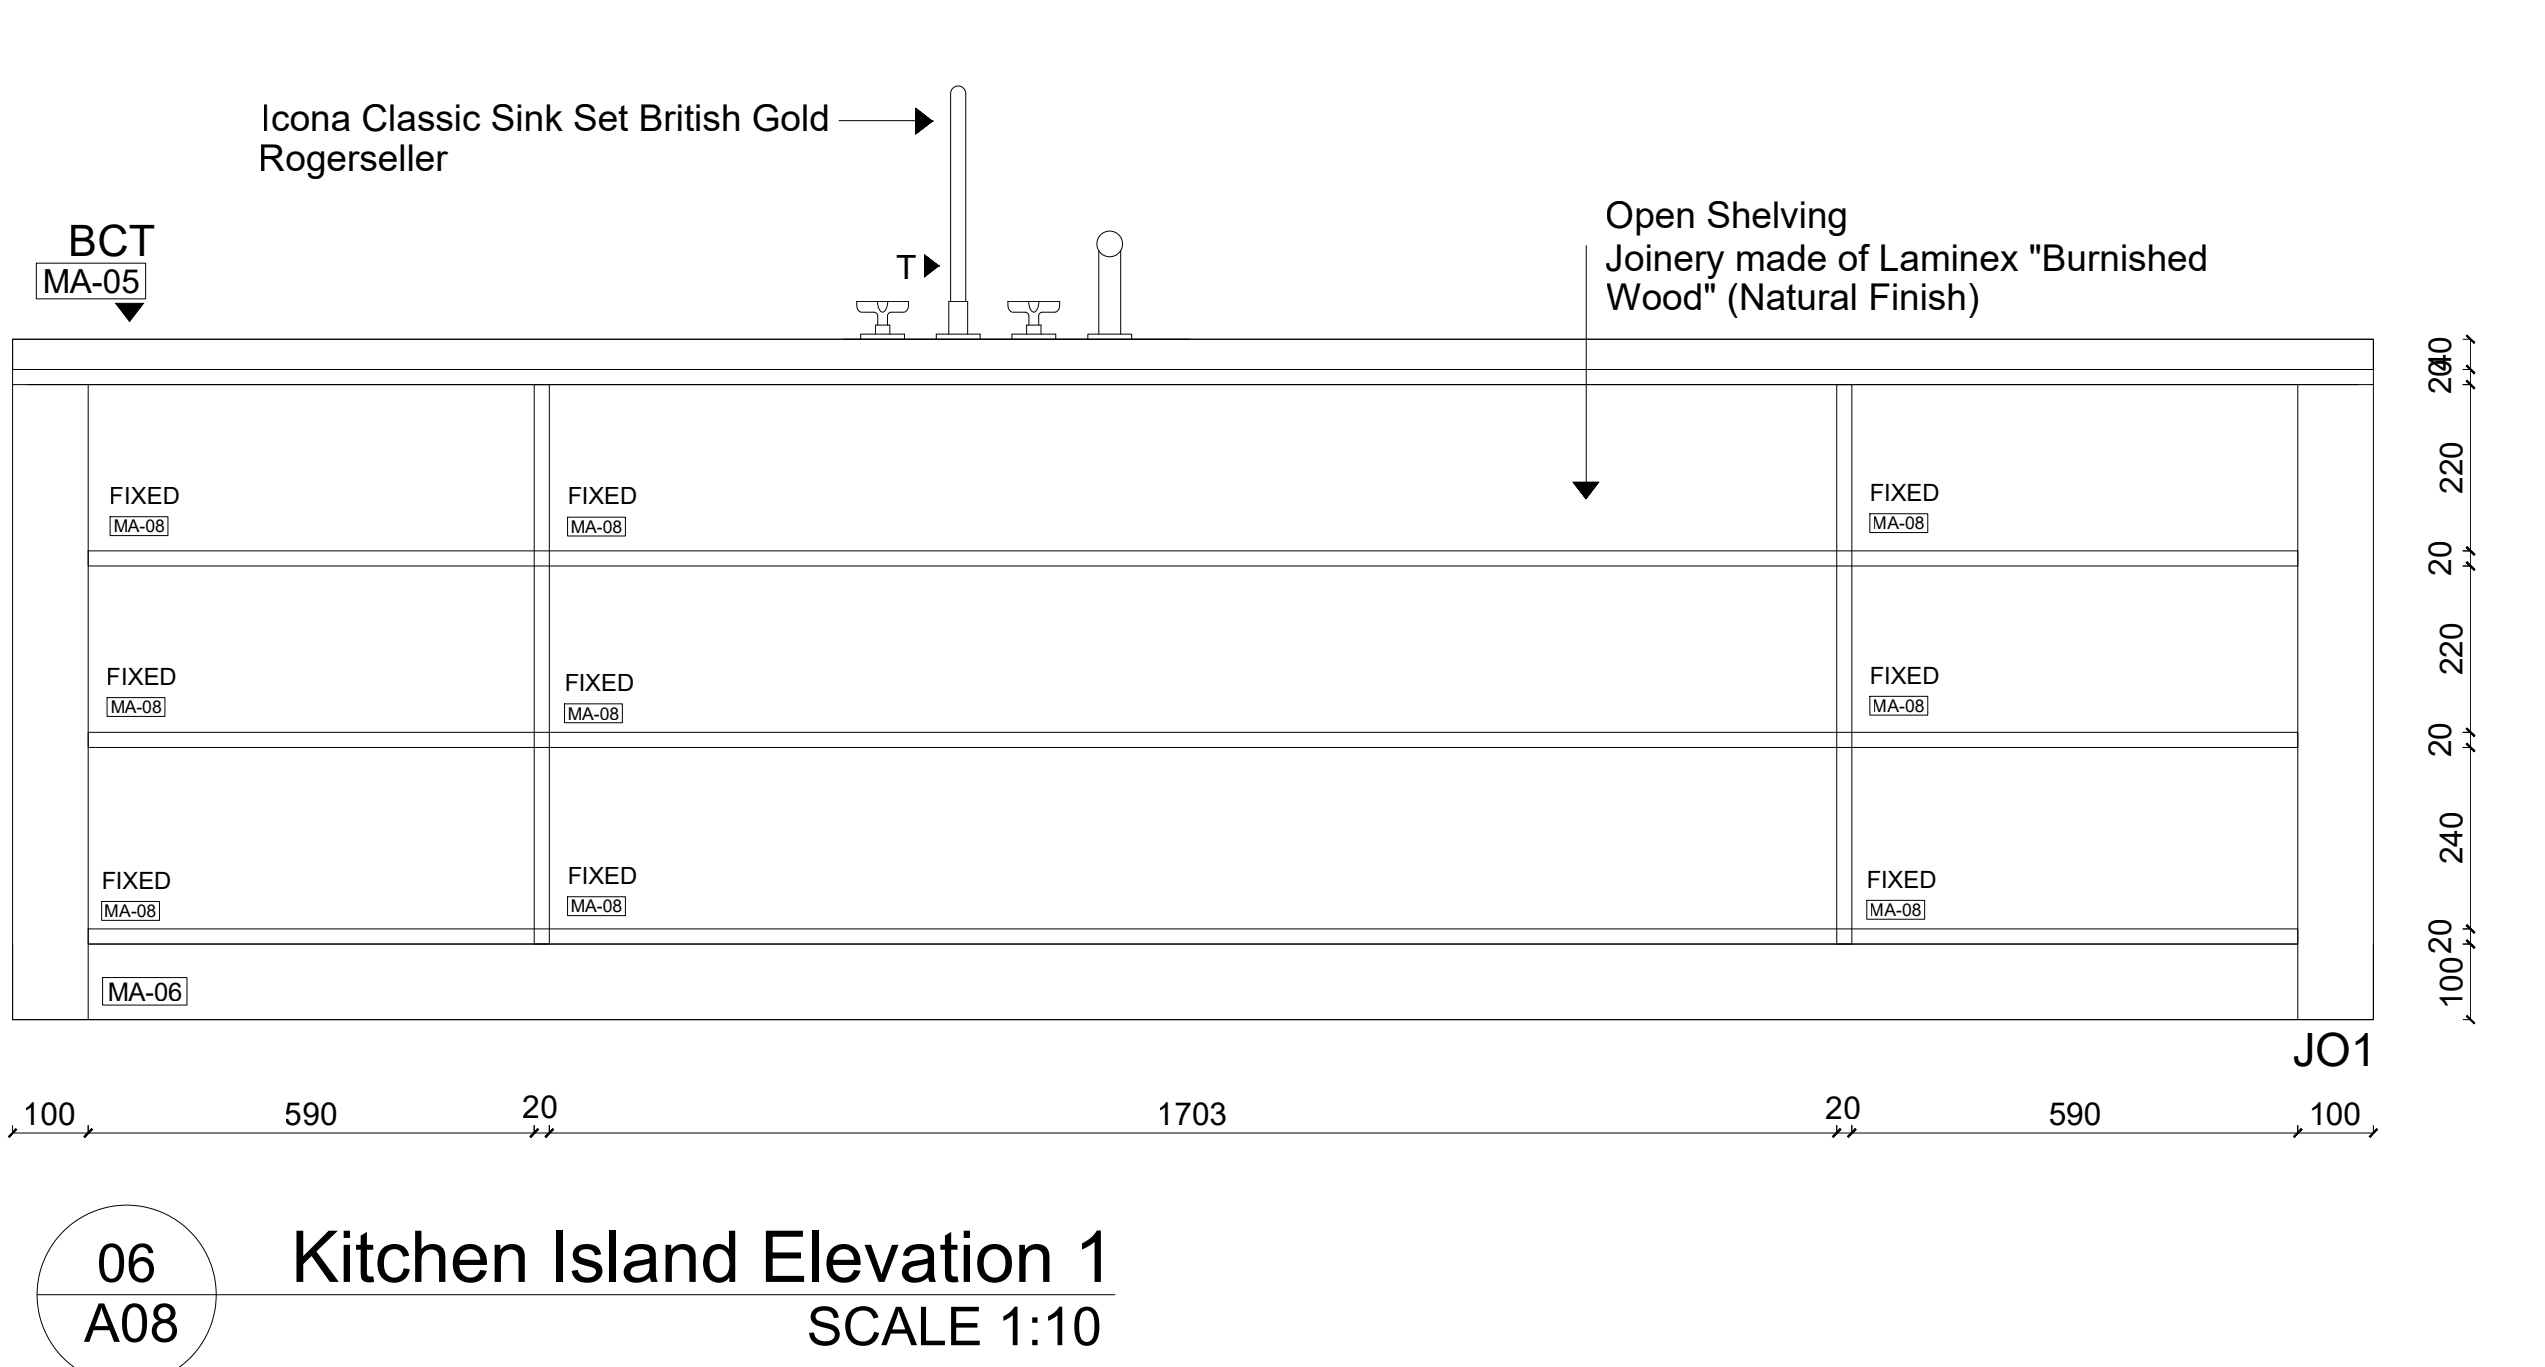 Icona Classic Sink Set British Gold
Rogerseller
Open Shelving
Joinery made of Laminex "Burnished
Wood" (Natural Finish)
BCT
MA-05
T
40
20
FIXED
MA-08
FIXED
MA-08
FIXED
MA-08
220
20
FIXED
MA-08
FIXED
MA-08
FIXED
MA-08
220
20
FIXED
MA-08
FIXED
MA-08
FIXED
MA-08
240
20
MA-06
100
JO1
100
590
20
1703
20
590
100
06
A08
Kitchen Island Elevation 1
SCALE 1:10